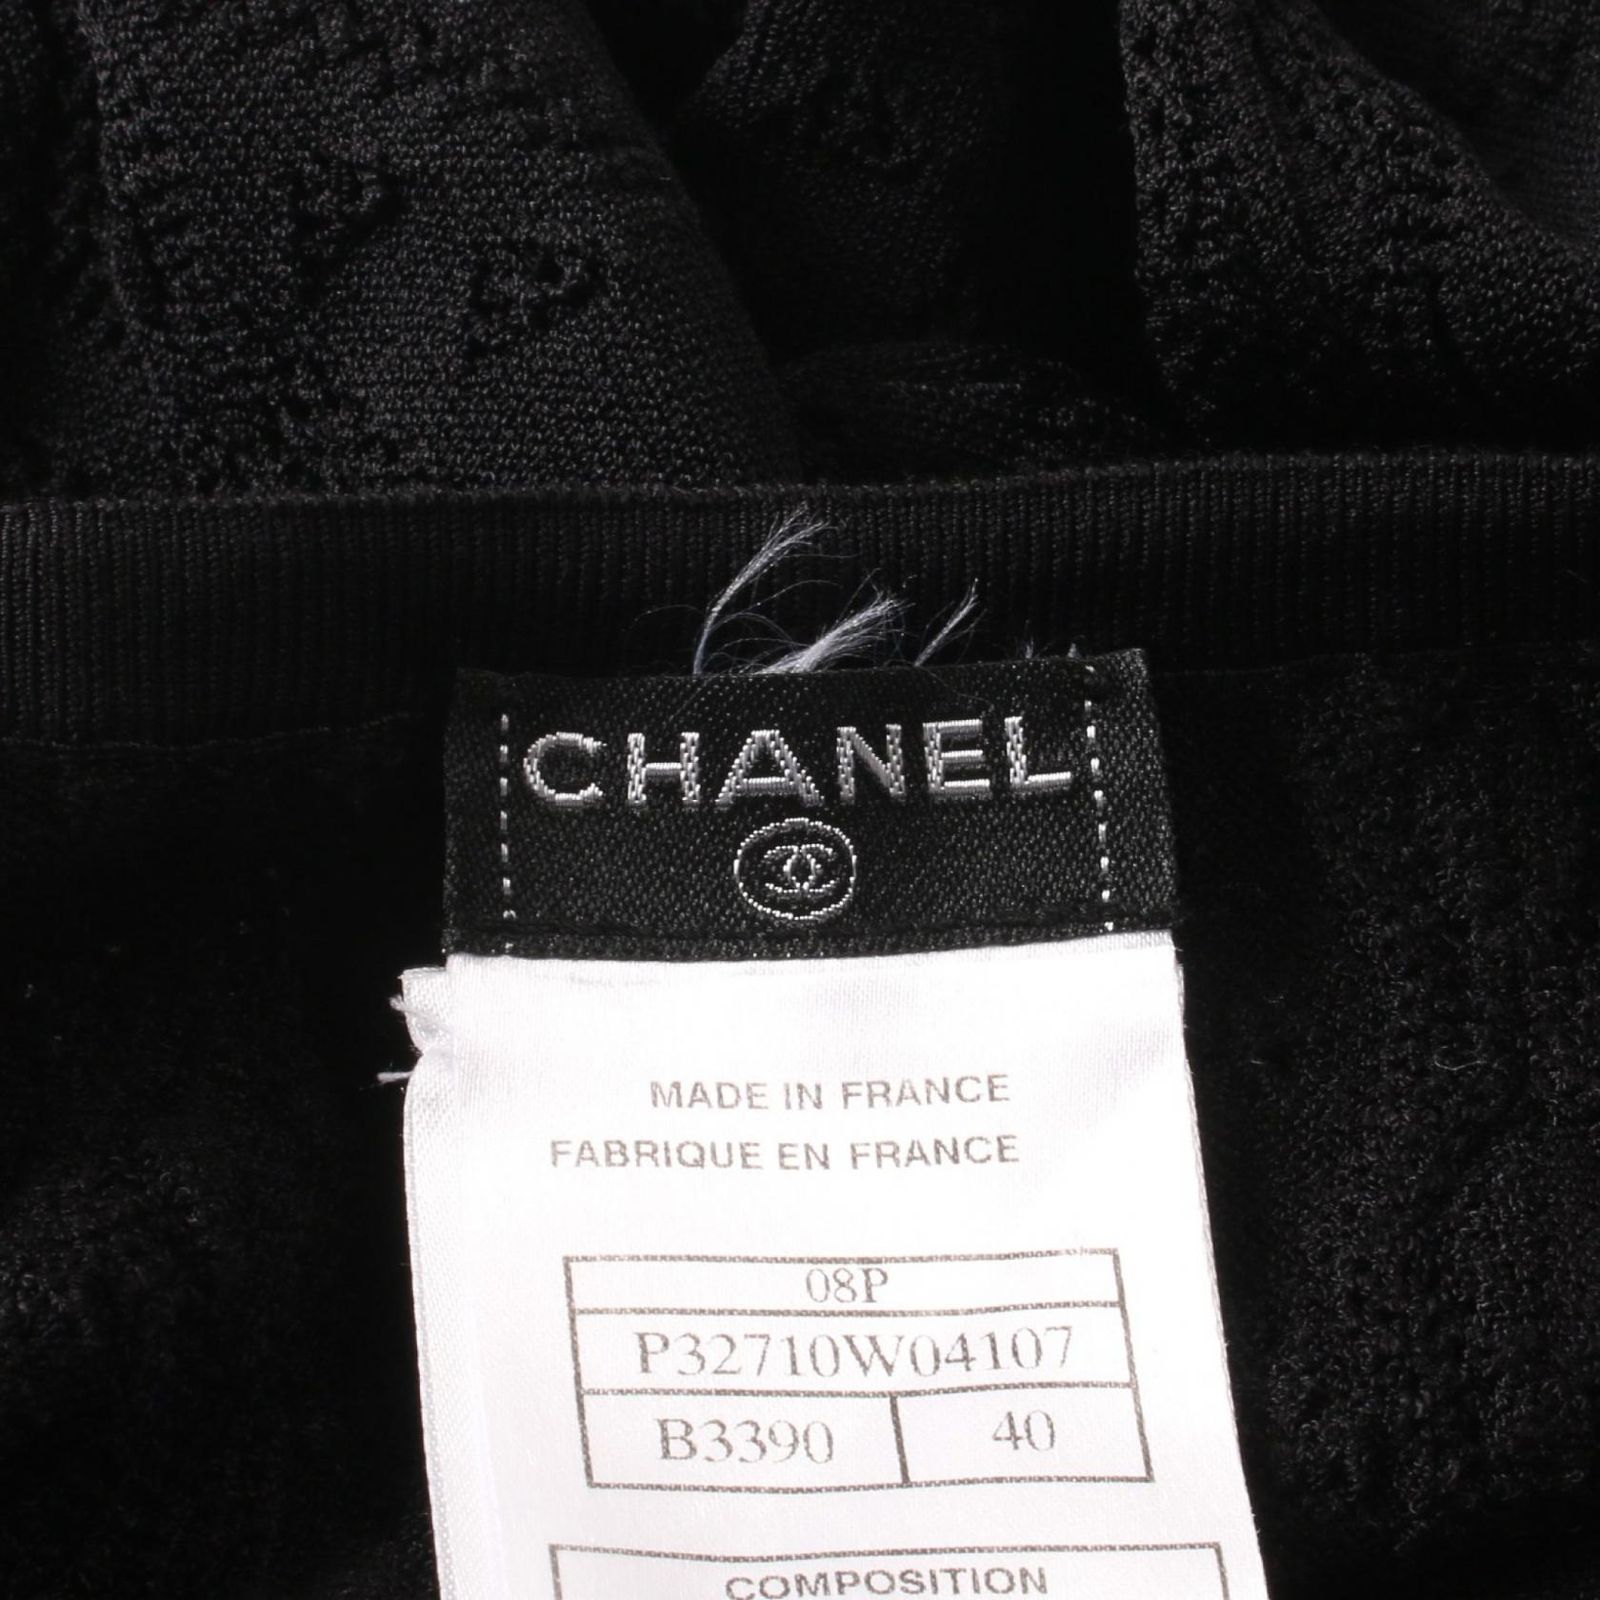 CHANEL
MADE IN FRANCE
FABRIQUE EN FRANCE
08P
P32710W04107
B3390 40
COMPOSITION